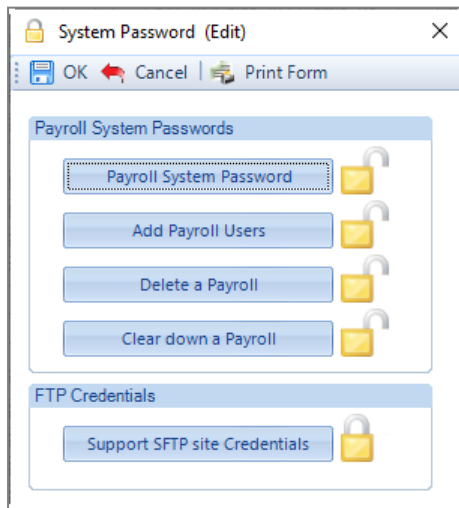 System Password (Edit)
OK Cancel Print Form
Payroll System Passwords
Payroll System Password
Add Payroll Users
Delete a Payroll
Clear down a Payroll
FTP Credentials
Support SFTP site Credentials